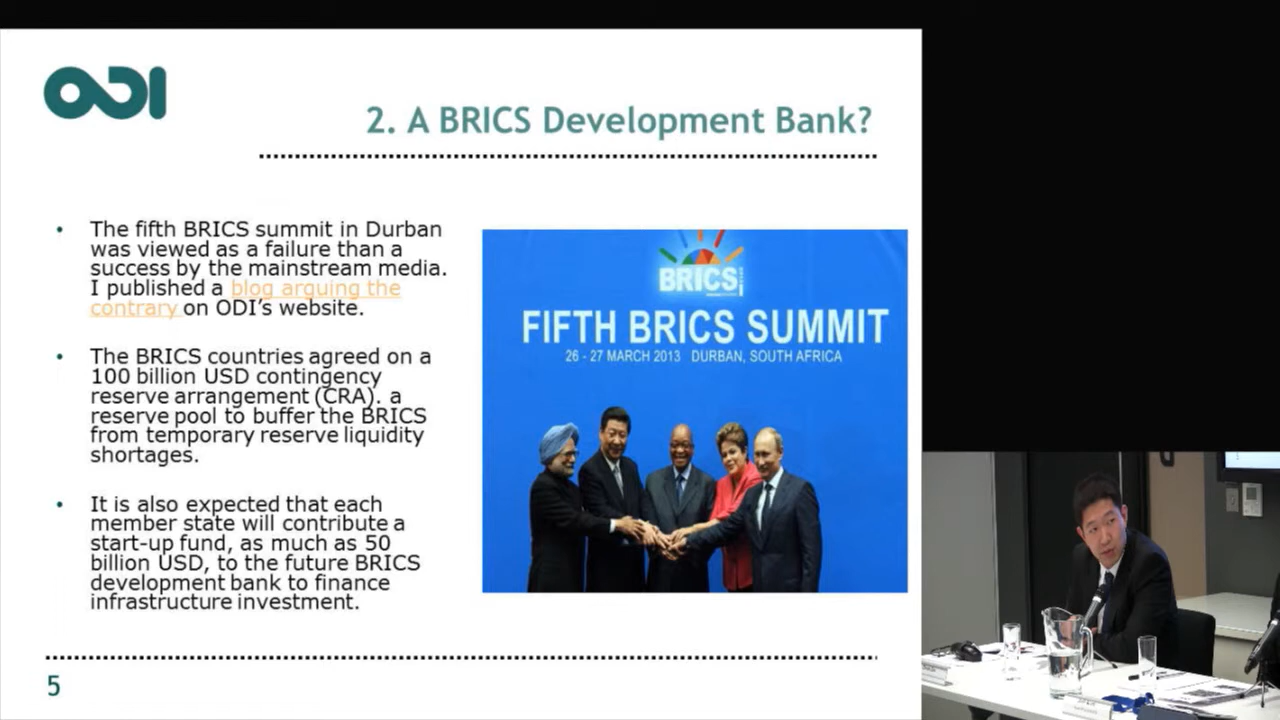 ODI
2. A BRICS Development Bank?
• The fifth BRICS summit in Durban
was viewed as a failure than a
success by the mainstream media.
I published a blog arguing the
contrary on ODI’s website.
• The BRICS countries agreed on a
100 billion USD contingency
reserve arrangement (CRA). a
reserve pool to buffer the BRICS
from temporary reserve liquidity
shortages.
• It is also expected that each
member state will contribute a
start-up fund, as much as 50
billion USD, to the future BRICS
development bank to finance
infrastructure investment.
BRICS
FIFTH BRICS SUMMIT
26 - 27 MARCH 2013 DURBAN, SOUTH AFRICA
5